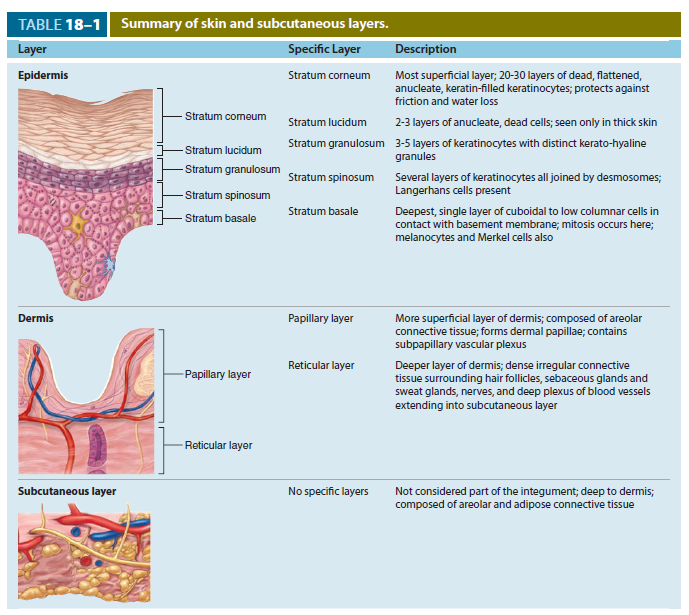 TABLE 18–1 Summary of skin and subcutaneous layers.
Layer Specific Layer Description
Epidermis
Stratum corneum
Stratum lucidum
Stratum granulosum
Stratum spinosum
Stratum basale
Stratum corneum Most superficial layer; 20-30 layers of dead, flattened,
anucleate, keratin-filled keratinocytes; protects against
friction and water loss
Stratum lucidum 2-3 layers of anucleate, dead cells; seen only in thick skin
Stratum granulosum 3-5 layers of keratinocytes with distinct kerato-hyaline
granules
Stratum spinosum Several layers of keratinocytes all joined by desmosomes;
Langerhans cells present
Stratum basale Deepest, single layer of cuboidal to low columnar cells in
contact with basement membrane; mitosis occurs here;
melanocytes and Merkel cells also
Dermis
Papillary layer
Reticular layer
Papillary layer More superficial layer of dermis; composed of areolar
connective tissue; forms dermal papillae; contains
subpapillary vascular plexus
Reticular layer Deeper layer of dermis; dense irregular connective
tissue surrounding hair follicles, sebaceous glands and
sweat glands, nerves, and deep plexus of blood vessels
extending into subcutaneous layer
Subcutaneous layer No specific layers Not considered part of the integument; deep to dermis;
composed of areolar and adipose connective tissue